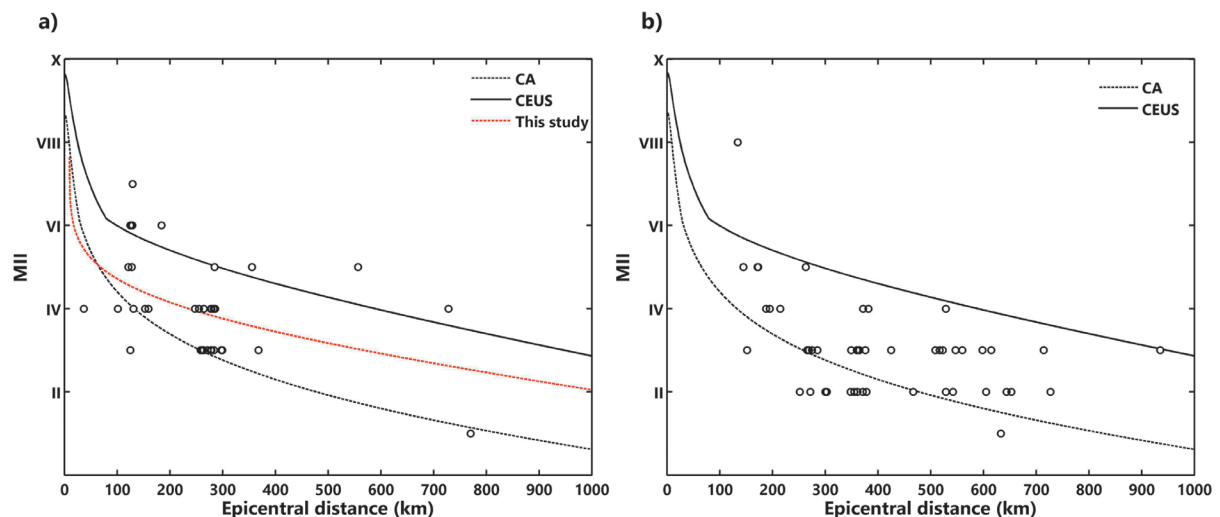 a)
X
VIII
VI
IV
II
MII
CA
CEUS
This study
0 100 200 300 400 500 600 700 800 900 1000
Epicentral distance (km)
b)
X
VIII
VI
IV
II
MII
CA
CEUS
0 100 200 300 400 500 600 700 800 900 1000
Epicentral distance (km)